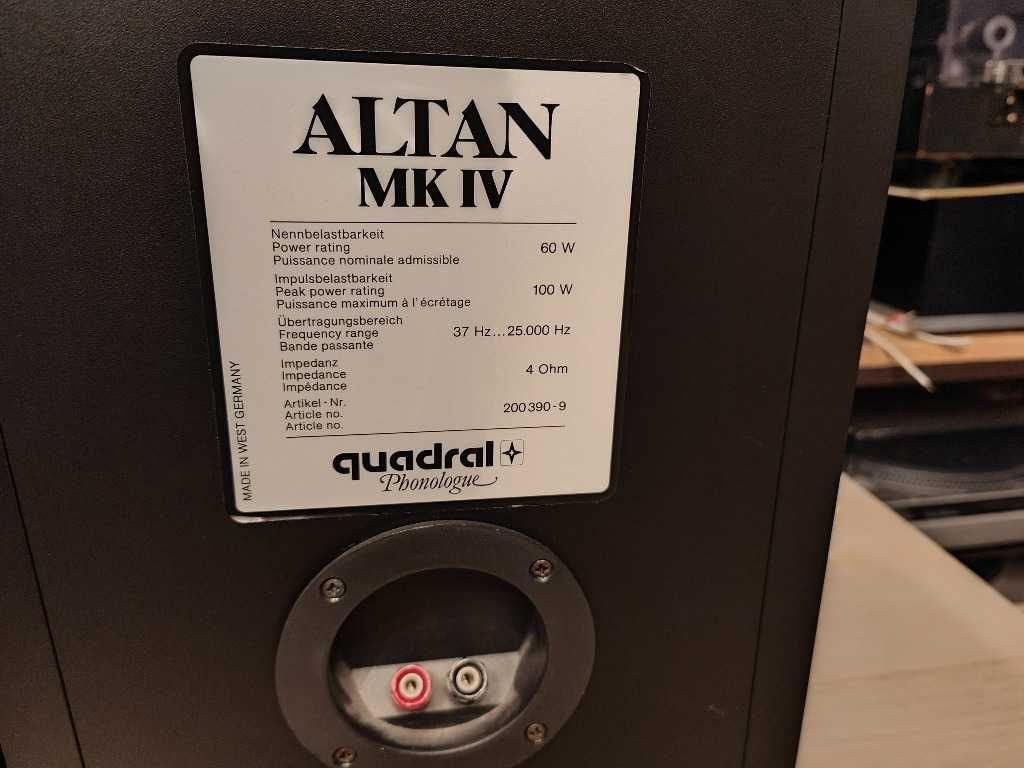 ALTAN
MK IV
Nennbelastbarkeit
Power rating 60 W
Puissance nominale admissible
Impulsbelastbarkeit
Peak power rating 100 W
Puissance maximum à l'écrêtage
Übertragungsbereich
Frequency range 37 Hz...25.000 Hz
Bande passante
Impedanz
Impedance 4 Ohm
Impédance
Artikel-Nr.
Article no. 200390-9
Article no.
MADE IN WEST GERMANY
quadral
Phonologue